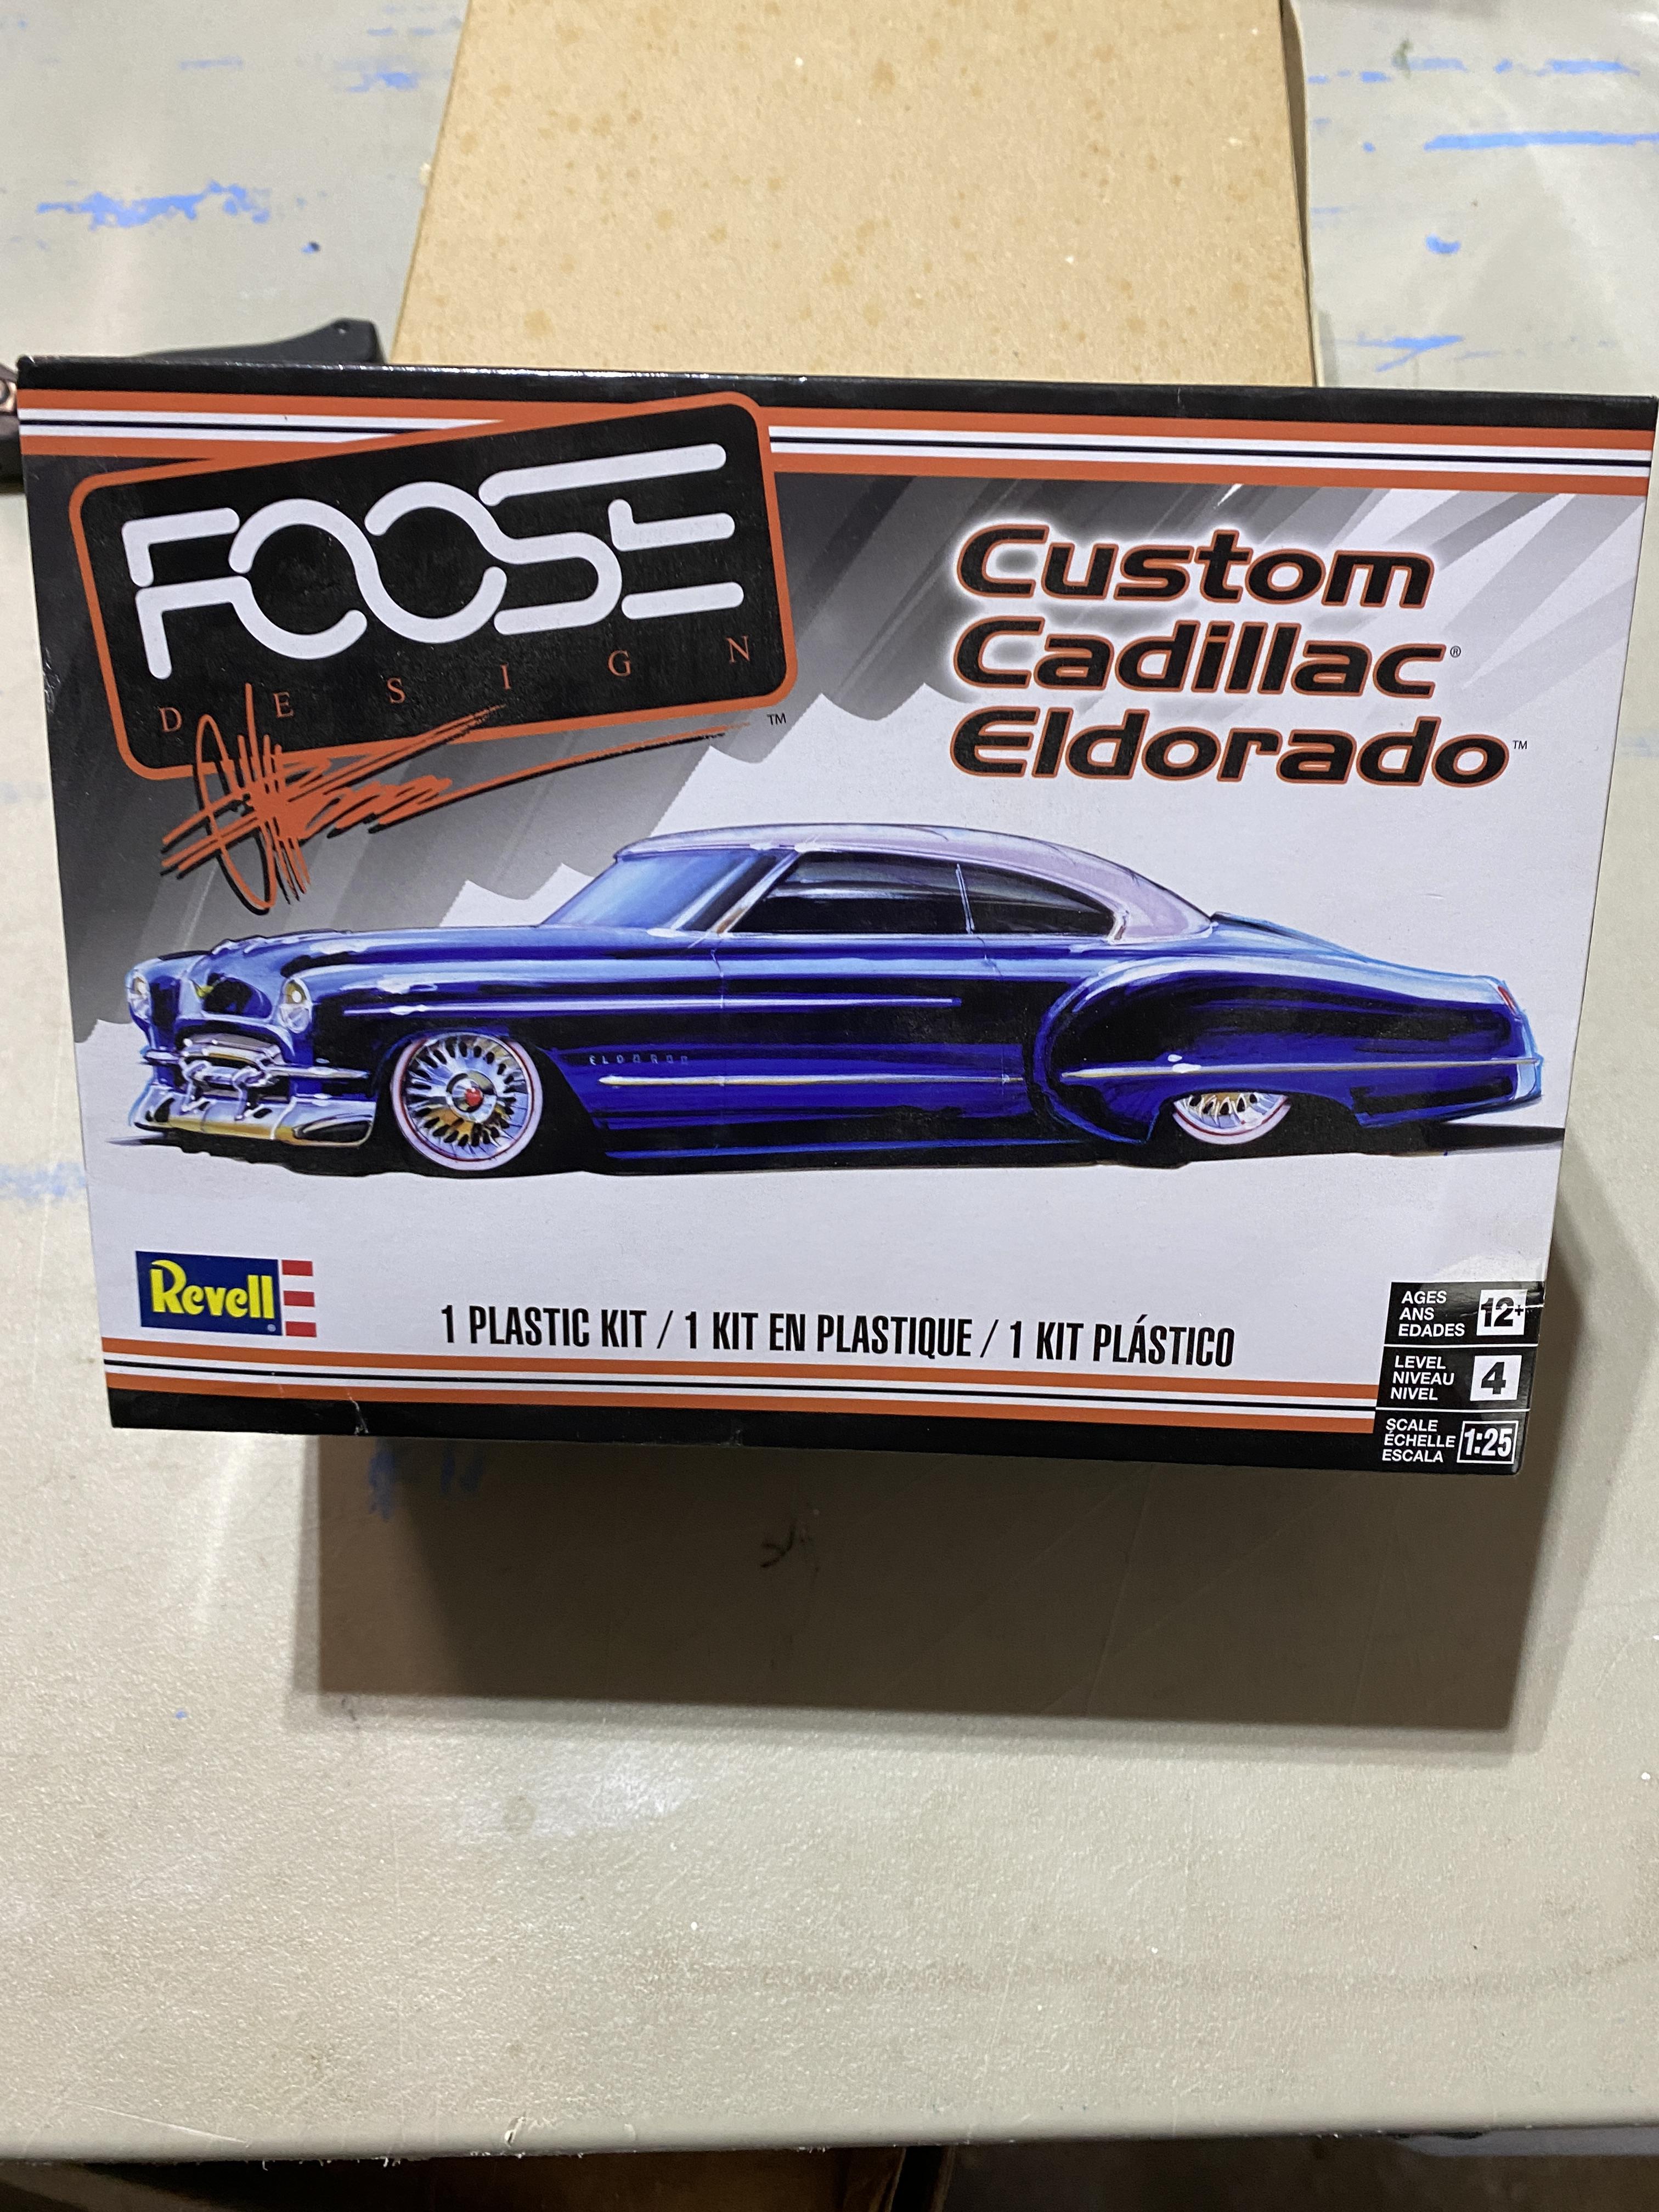 FOOSE
DESIGN
™
Custom
Cadillac®
Eldorado™
ELDORADO
Revell®
1 PLASTIC KIT / 1 KIT EN PLASTIQUE / 1 KIT PLÁSTICO
AGES
ANS
EDADES
12+
LEVEL
NIVEAU
NIVEL
4
SCALE
ÉCHELLE
ESCALA
1:25